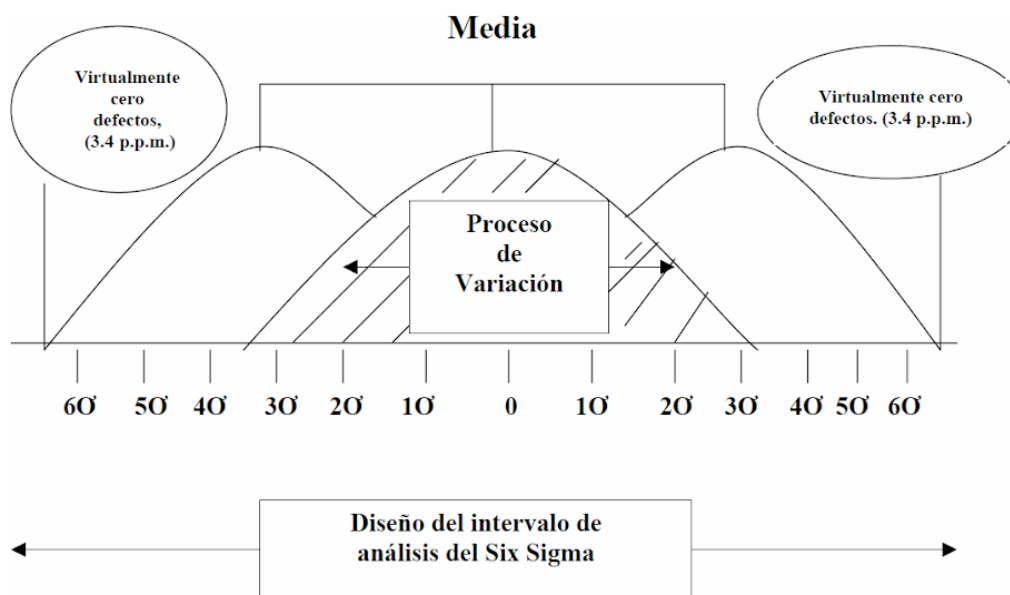 Media
Virtualmente
cero
defectos,
(3.4 p.p.m.)
Virtualmente cero
defectos. (3.4 p.p.m.)
Proceso
de
Variación
6Ơ 5Ơ 4Ơ 3Ơ 2Ơ 1Ơ 0 1Ơ 2Ơ 3Ơ 4Ơ 5Ơ 6Ơ
Diseño del intervalo de
análisis del Six Sigma